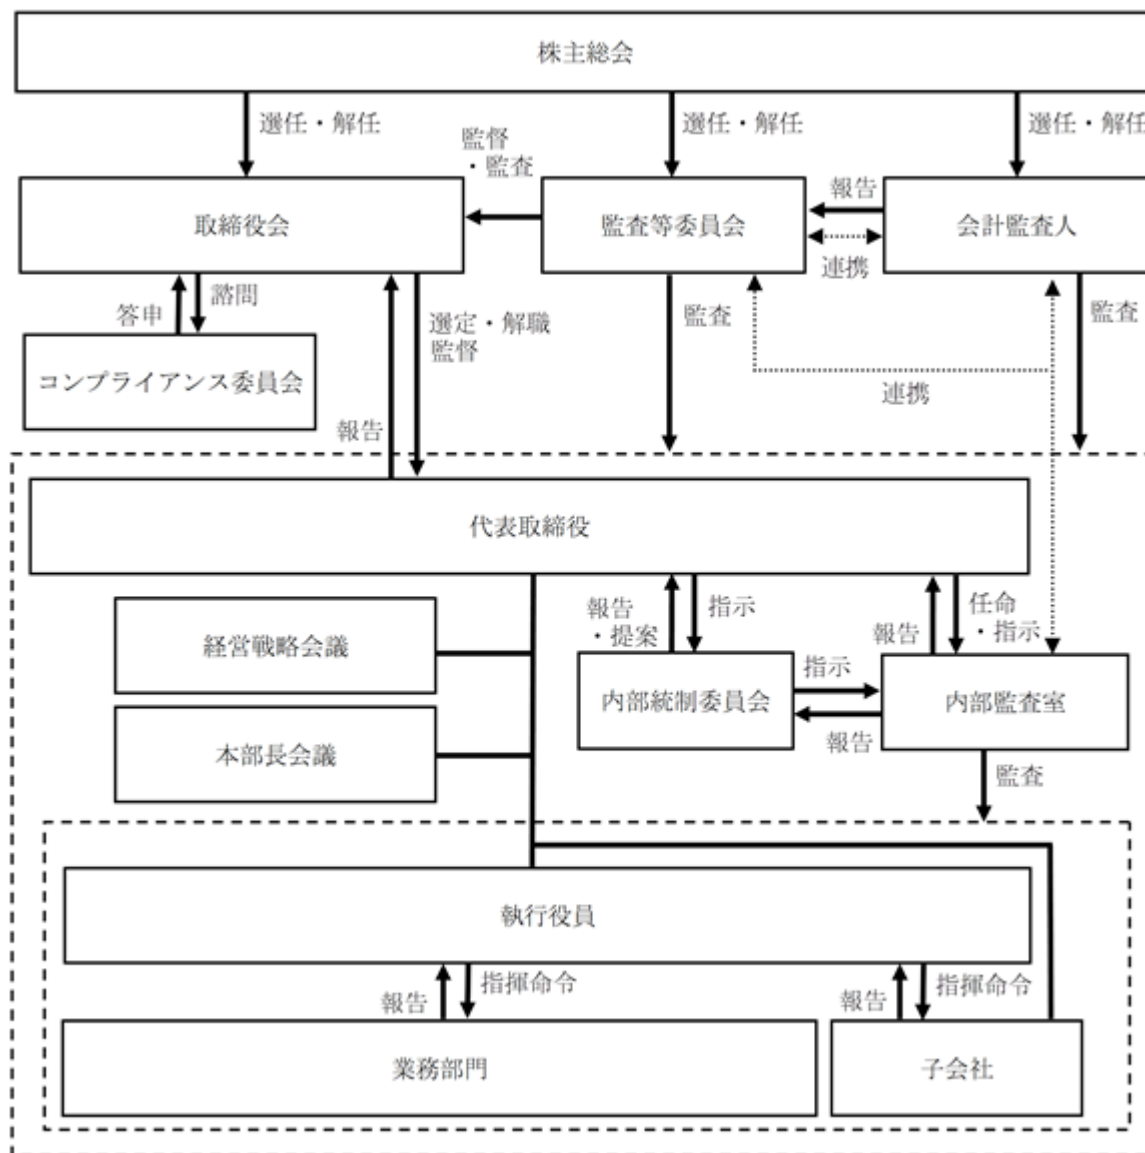 株主総会
選任・解任
選任・解任
選任・解任
監督
・監査
取締役会
監査等委員会
報告
連携
会計監査人
答申
諮問
選定・解職
監督
監査
監査
連携
コンプライアンス委員会
報告
代表取締役
経営戦略会議
報告
・提案
指示
報告
任命
・指示
内部統制委員会
指示
報告
内部監査室
本部長会議
監査
執行役員
報告
指揮命令
報告
指揮命令
業務部門
子会社